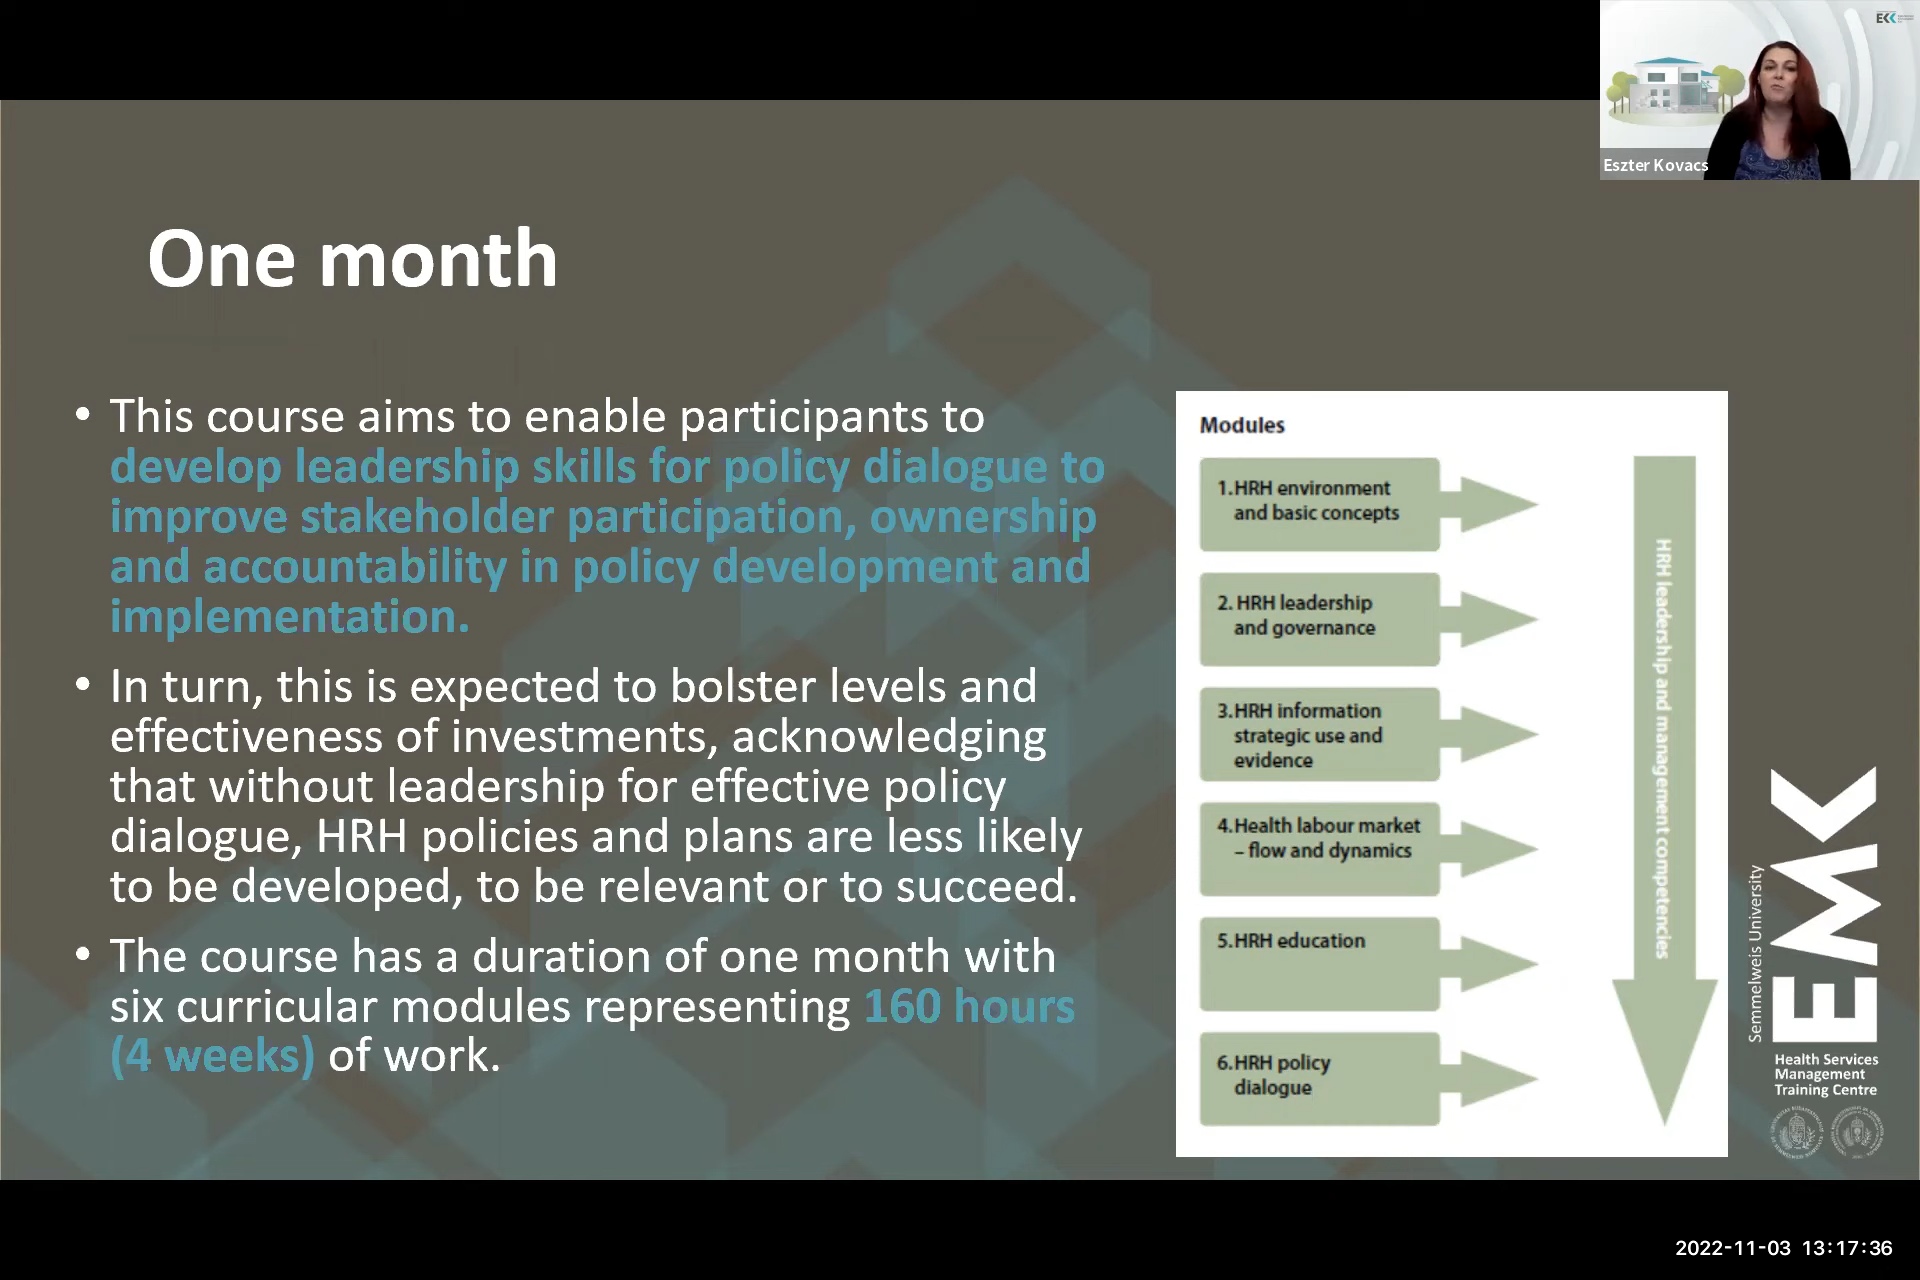 EKK
Eszter Kovacs
One month
• This course aims to enable participants to
develop leadership skills for policy dialogue to
improve stakeholder participation, ownership
and accountability in policy development and
implementation.
• In turn, this is expected to bolster levels and
effectiveness of investments, acknowledging
that without leadership for effective policy
dialogue, HRH policies and plans are less likely
to be developed, to be relevant or to succeed.
• The course has a duration of one month with
six curricular modules representing 160 hours
(4 weeks) of work.
Modules
1.HRH environment
and basic concepts
2. HRH leadership
and governance
3.HRH information
strategic use and
evidence
4.Health labour market
– flow and dynamics
5.HRH education
6.HRH policy
dialogue
HRH leadership and management competencies
Semmelweis University
EMK
Health Services
Management
Training Centre
2022-11-03 13:17:36